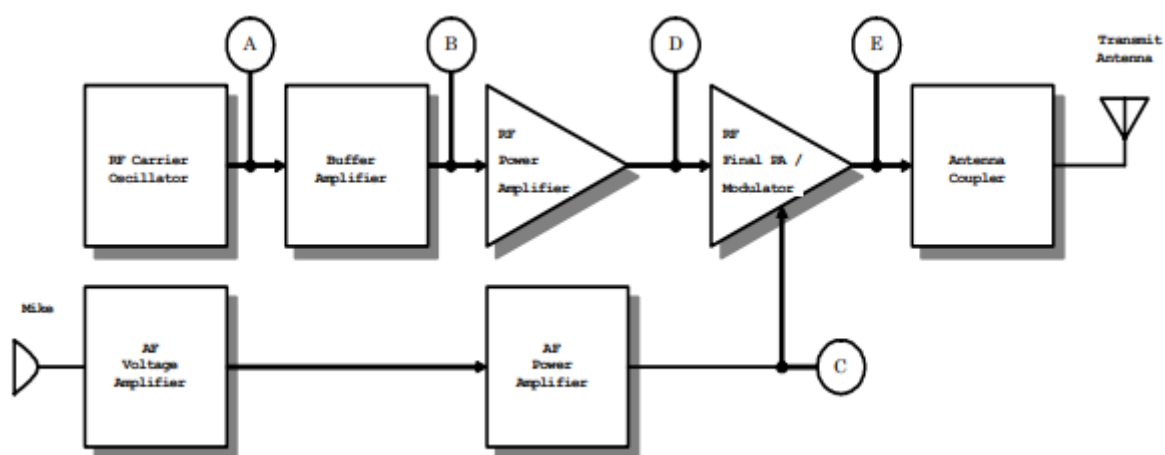 A
B
D
E
Transmit
Antenna
RF Carrier
Oscillator
Buffer
Amplifier
RF
Power
Amplifier
RF
Final PA /
Modulator
Antenna
Coupler
Mike
AF
Voltage
Amplifier
AF
Power
Amplifier
C